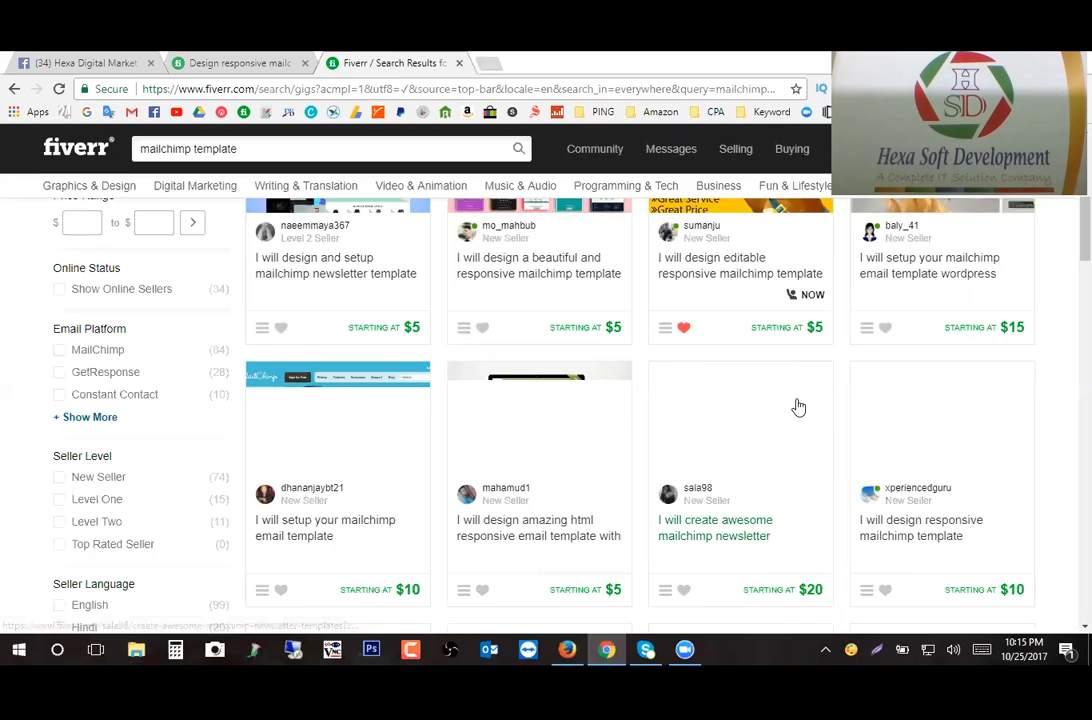 (34) Hexa Digital Market
Design responsive mailc
Fiverr / Search Results fo
Secure
https://www.fiverr.com/search/gigs?acmpl=1&utf8=✓&source=top-bar&locale=en&search_in=everywhere&query=mailchimp...
Apps
PING
Amazon
CPA
Keyword
fiverr
mailchimp template
Community
Messages
Selling
Buying
HSD
Hexa Soft Development
A Complete IT Solution Company
Graphics & Design
Digital Marketing
Writing & Translation
Video & Animation
Music & Audio
Programming & Tech
Business
Fun & Lifestyle
$ to $
Online Status
Show Online Sellers (34)
Email Platform
MailChimp (84)
GetResponse (28)
Constant Contact (10)
+ Show More
Seller Level
New Seller (74)
Level One (15)
Level Two (11)
Top Rated Seller (0)
Seller Language
English (99)
Hindi (20)
>>Great Service
>>Great Price
naeemmaya367
Level 2 Seller
I will design and setup
mailchimp newsletter template
STARTING AT $5
mo_mahbub
New Seller
I will design a beautiful and
responsive mailchimp template
STARTING AT $5
sumanju
New Seller
I will design editable
responsive mailchimp template
NOW
STARTING AT $5
baly_41
New Seller
I will setup your mailchimp
email template wordpress
STARTING AT $15
dhananjaybt21
New Seller
I will setup your mailchimp
email template
STARTING AT $10
mahamud1
New Seller
I will design amazing html
responsive email template with
STARTING AT $5
sala98
New Seller
I will create awesome
mailchimp newsletter
STARTING AT $20
xperiencedguru
New Seller
I will design responsive
mailchimp template
STARTING AT $10
10:15 PM
10/25/2017